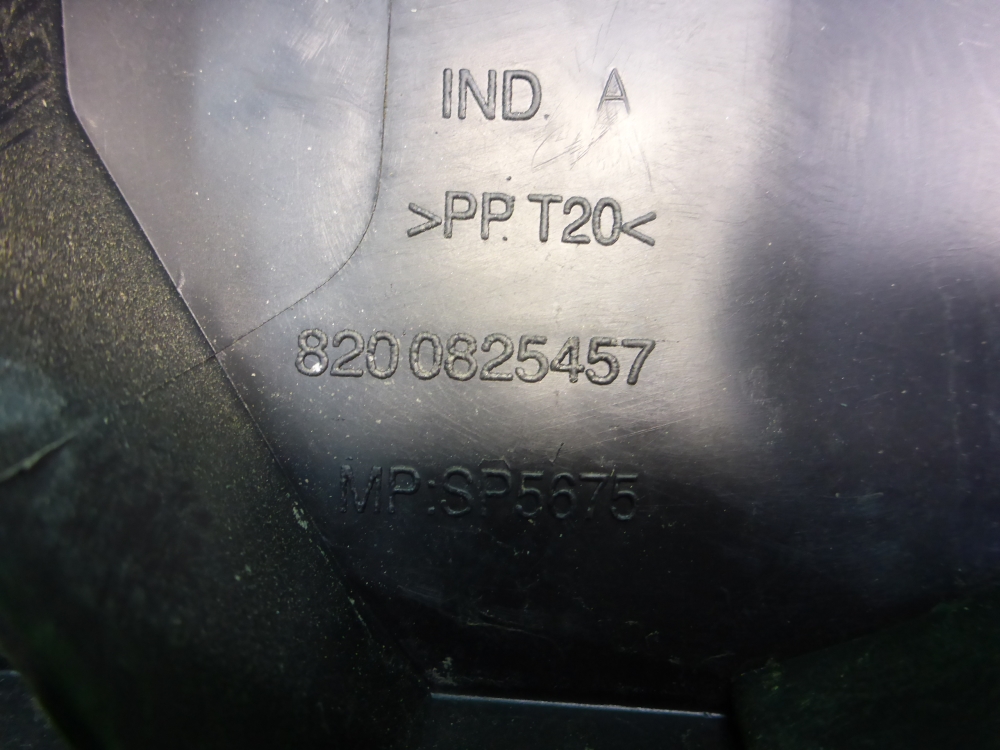 IND. A
>PP. T20<
8200825457
MP:SP5675